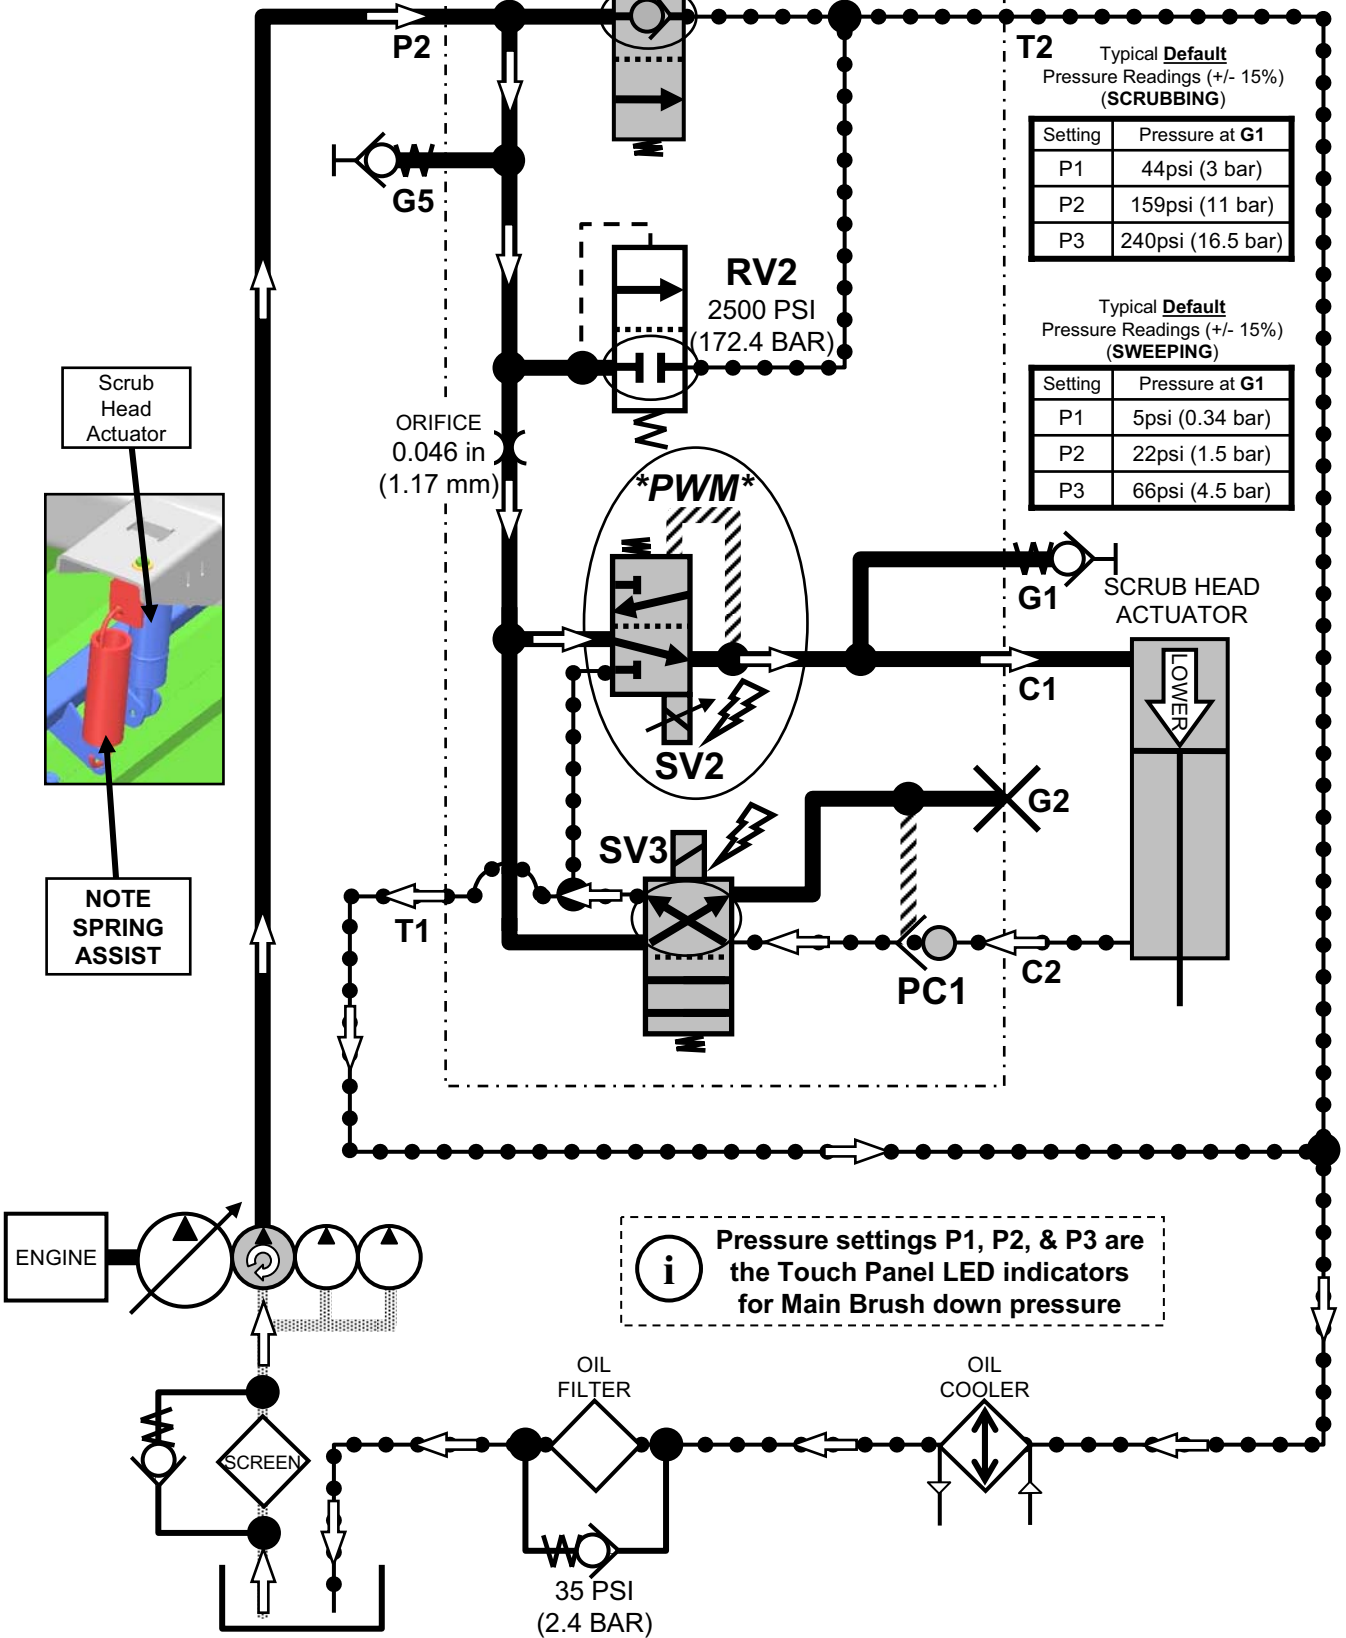 P2
T2
Typical Default
Pressure Readings (+/- 15%)
(SCRUBBING)
Setting Pressure at G1
P1 44psi (3 bar)
P2 159psi (11 bar)
P3 240psi (16.5 bar)
G5
RV2
2500 PSI
(172.4 BAR)
Typical Default
Pressure Readings (+/- 15%)
(SWEEPING)
Setting Pressure at G1
P1 5psi (0.34 bar)
P2 22psi (1.5 bar)
P3 66psi (4.5 bar)
Scrub
Head
Actuator
ORIFICE
0.046 in
(1.17 mm)
*PWM*
G1
SCRUB HEAD
ACTUATOR
LOWER
C1
SV2
G2
SV3
NOTE
SPRING
ASSIST
T1
PC1
C2
ENGINE
i
Pressure settings P1, P2, & P3 are
the Touch Panel LED indicators
for Main Brush down pressure
OIL
FILTER
OIL
COOLER
SCREEN
35 PSI
(2.4 BAR)